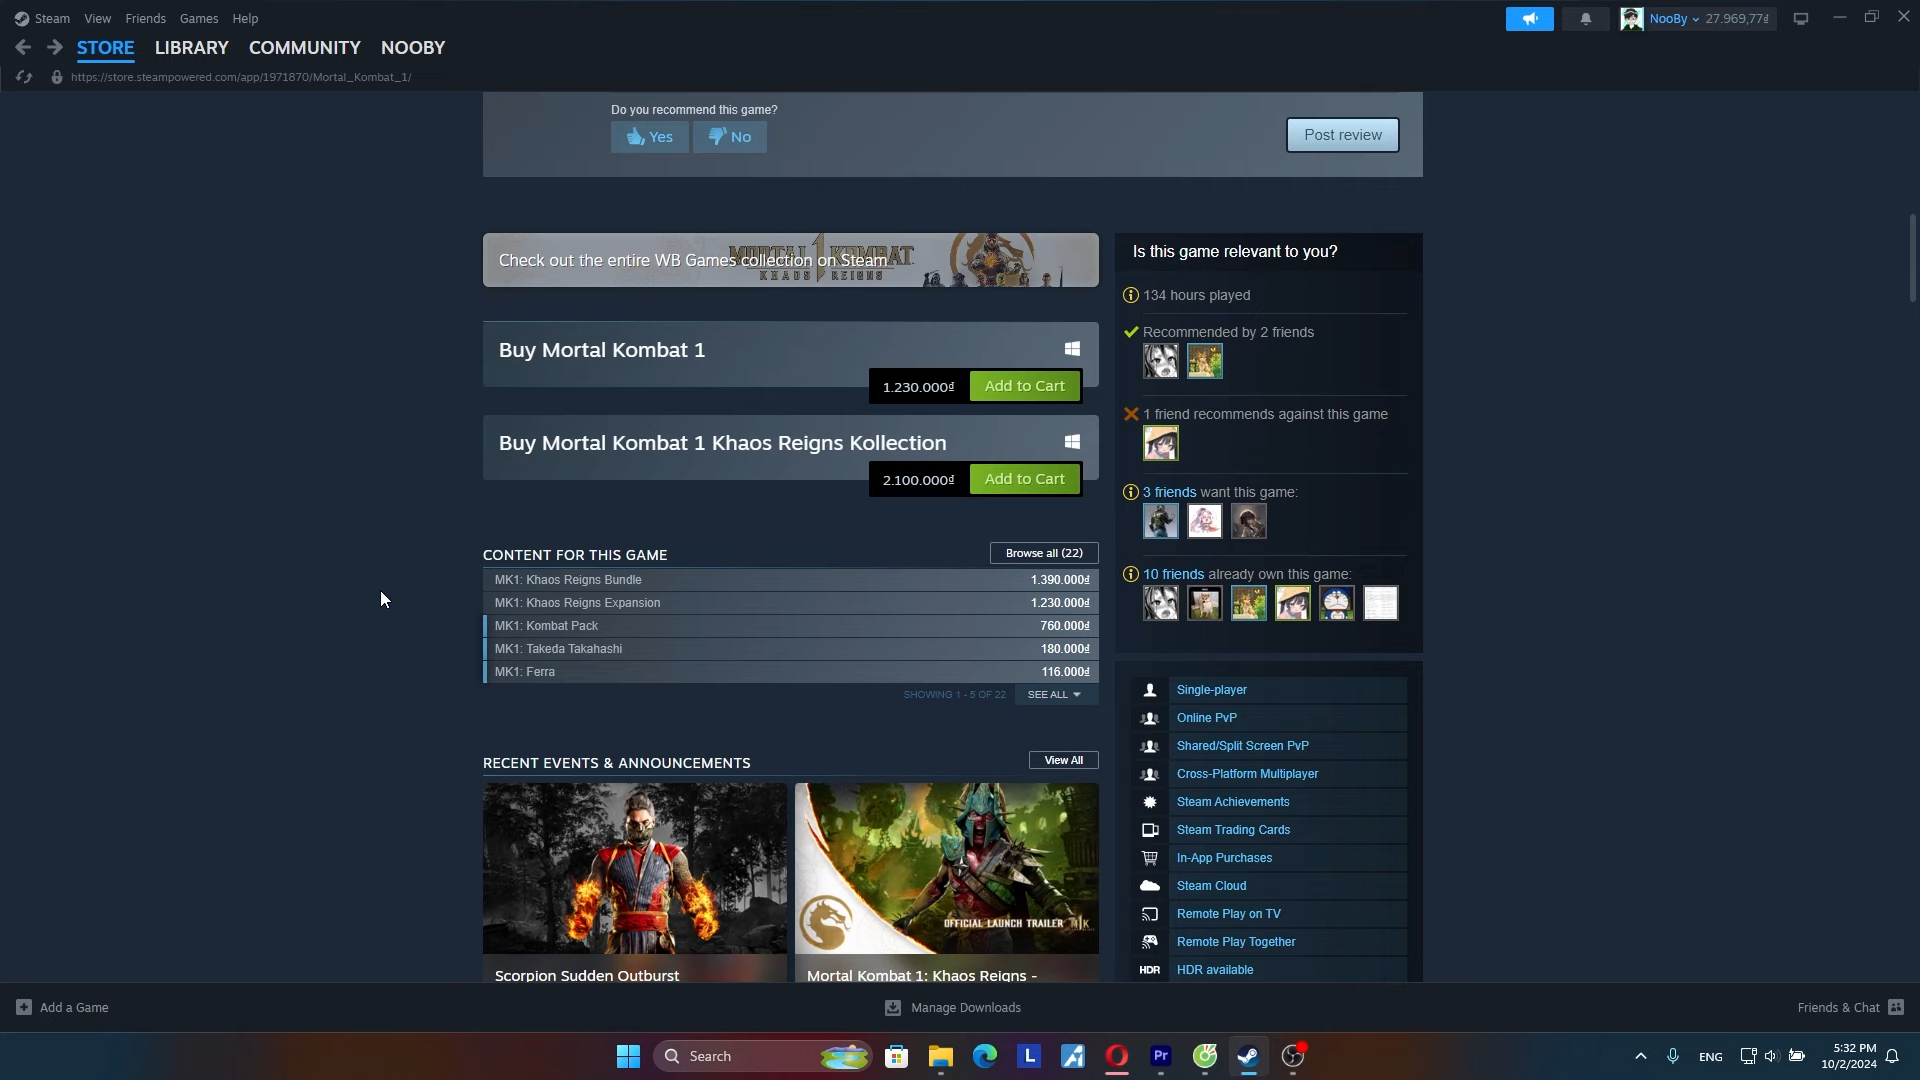 Steam View Friends Games Help
NooBy 27.969,77₫
STORE LIBRARY COMMUNITY NOOBY
https://store.steampowered.com/app/1971870/Mortal_Kombat_1/
Do you recommend this game?
Yes No
Post review
MORTAL KOMBAT 1
KHAOS REIGNS
Check out the entire WB Games collection on Steam
Buy Mortal Kombat 1
1.230.000₫ Add to Cart
Buy Mortal Kombat 1 Khaos Reigns Kollection
2.100.000₫ Add to Cart
CONTENT FOR THIS GAME Browse all (22)
MK1: Khaos Reigns Bundle 1.390.000₫
MK1: Khaos Reigns Expansion 1.230.000₫
MK1: Kombat Pack 760.000₫
MK1: Takeda Takahashi 180.000₫
MK1: Ferra 116.000₫
SHOWING 1 - 5 OF 22 SEE ALL
RECENT EVENTS & ANNOUNCEMENTS View All
OFFICIAL LAUNCH TRAILER
Scorpion Sudden Outburst
Mortal Kombat 1: Khaos Reigns -
Is this game relevant to you?
134 hours played
Recommended by 2 friends
1 friend recommends against this game
3 friends want this game:
10 friends already own this game:
Single-player
Online PvP
Shared/Split Screen PvP
Cross-Platform Multiplayer
Steam Achievements
Steam Trading Cards
In-App Purchases
Steam Cloud
Remote Play on TV
Remote Play Together
HDR HDR available
Add a Game
Manage Downloads
Friends & Chat
Search
L
Pr
ENG
5:32 PM
10/2/2024